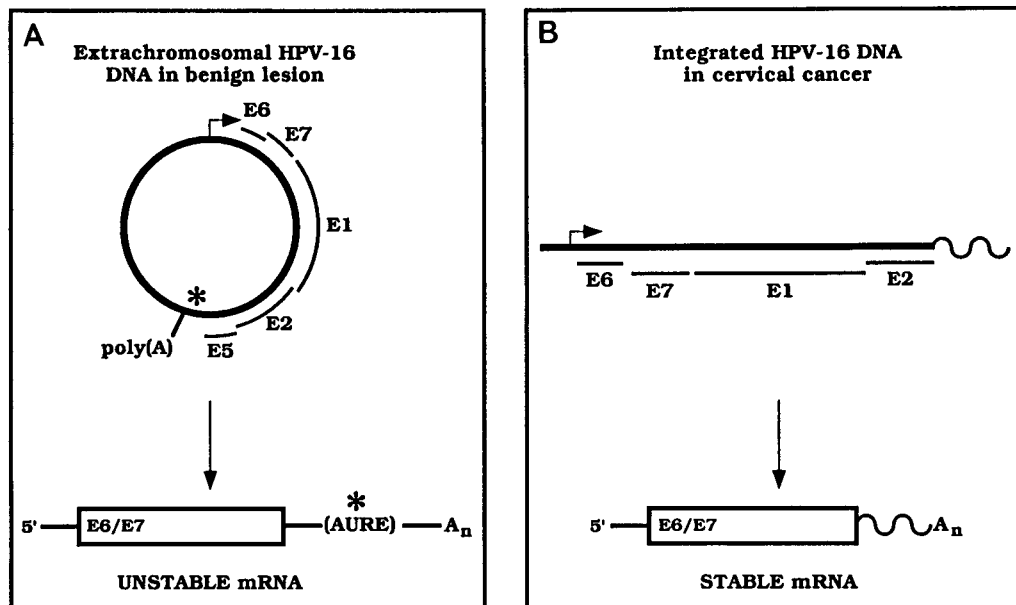 A
Extrachromosomal HPV-16
DNA in benign lesion
E6
E7
E1
*
E2
poly(A)
E5
*
5' E6/E7 (AURE) An
UNSTABLE mRNA
B
Integrated HPV-16 DNA
in cervical cancer
E6 E7 E1 E2
5' E6/E7 An
STABLE mRNA